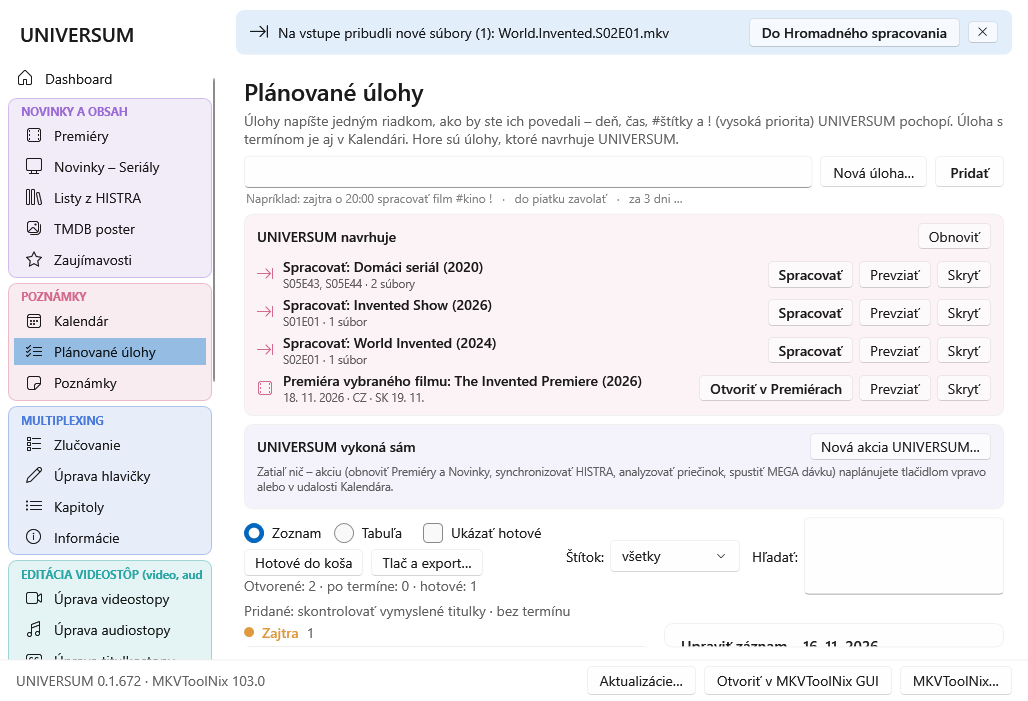 UNIVERSUM
Na vstupe pribudli nové súbory (1): World.Invented.S02E01.mkv
Do Hromadného spracovania
Dashboard
NOVINKY A OBSAH
Premiéry
Novinky – Seriály
Listy z HISTRA
TMDB poster
Zaujímavosti
POZNÁMKY
Kalendár
Plánované úlohy
Poznámky
MULTIPLEXING
Zlučovanie
Úprava hlavičky
Kapitoly
Informácie
EDITÁCIA VIDEOSTÔP (video, aud
Úprava videostopy
Úprava audiostopy
Plánované úlohy
Úlohy napíšte jedným riadkom, ako by ste ich povedali – deň, čas, #štítky a ! (vysoká priorita) UNIVERSUM pochopí. Úloha s
termínom je aj v Kalendári. Hore sú úlohy, ktoré navrhuje UNIVERSUM.
Nová úloha...
Pridať
Napríklad: zajtra o 20:00 spracovať film #kino ! · do piatku zavolať · za 3 dni ...
UNIVERSUM navrhuje
Obnoviť
Spracovať: Domáci seriál (2020)
S05E43, S05E44 · 2 súbory
Spracovať
Prevziať
Skryť
Spracovať: Invented Show (2026)
S01E01 · 1 súbor
Spracovať
Prevziať
Skryť
Spracovať: World Invented (2024)
S02E01 · 1 súbor
Spracovať
Prevziať
Skryť
Premiéra vybraného filmu: The Invented Premiere (2026)
18. 11. 2026 · CZ · SK 19. 11.
Otvoriť v Premiérach
Prevziať
Skryť
UNIVERSUM vykoná sám
Nová akcia UNIVERSUM...
Zatiaľ nič – akciu (obnoviť Premiéry a Novinky, synchronizovať HISTRA, analyzovať priečinok, spustiť MEGA dávku) naplánujete tlačidlom vpravo
alebo v udalosti Kalendára.
Zoznam
Tabuľa
Ukázať hotové
Hotové do koša
Tlač a export...
Štítok:
všetky
Hľadať:
Otvorené: 2 · po termíne: 0 · hotové: 1
Pridané: skontrolovať vymyslené titulky · bez termínu
Zajtra 1
Upraviť záznam – 16. 11. 2026
UNIVERSUM 0.1.672 · MKVToolNix 103.0
Aktualizácie...
Otvoriť v MKVToolNix GUI
MKVToolNix...